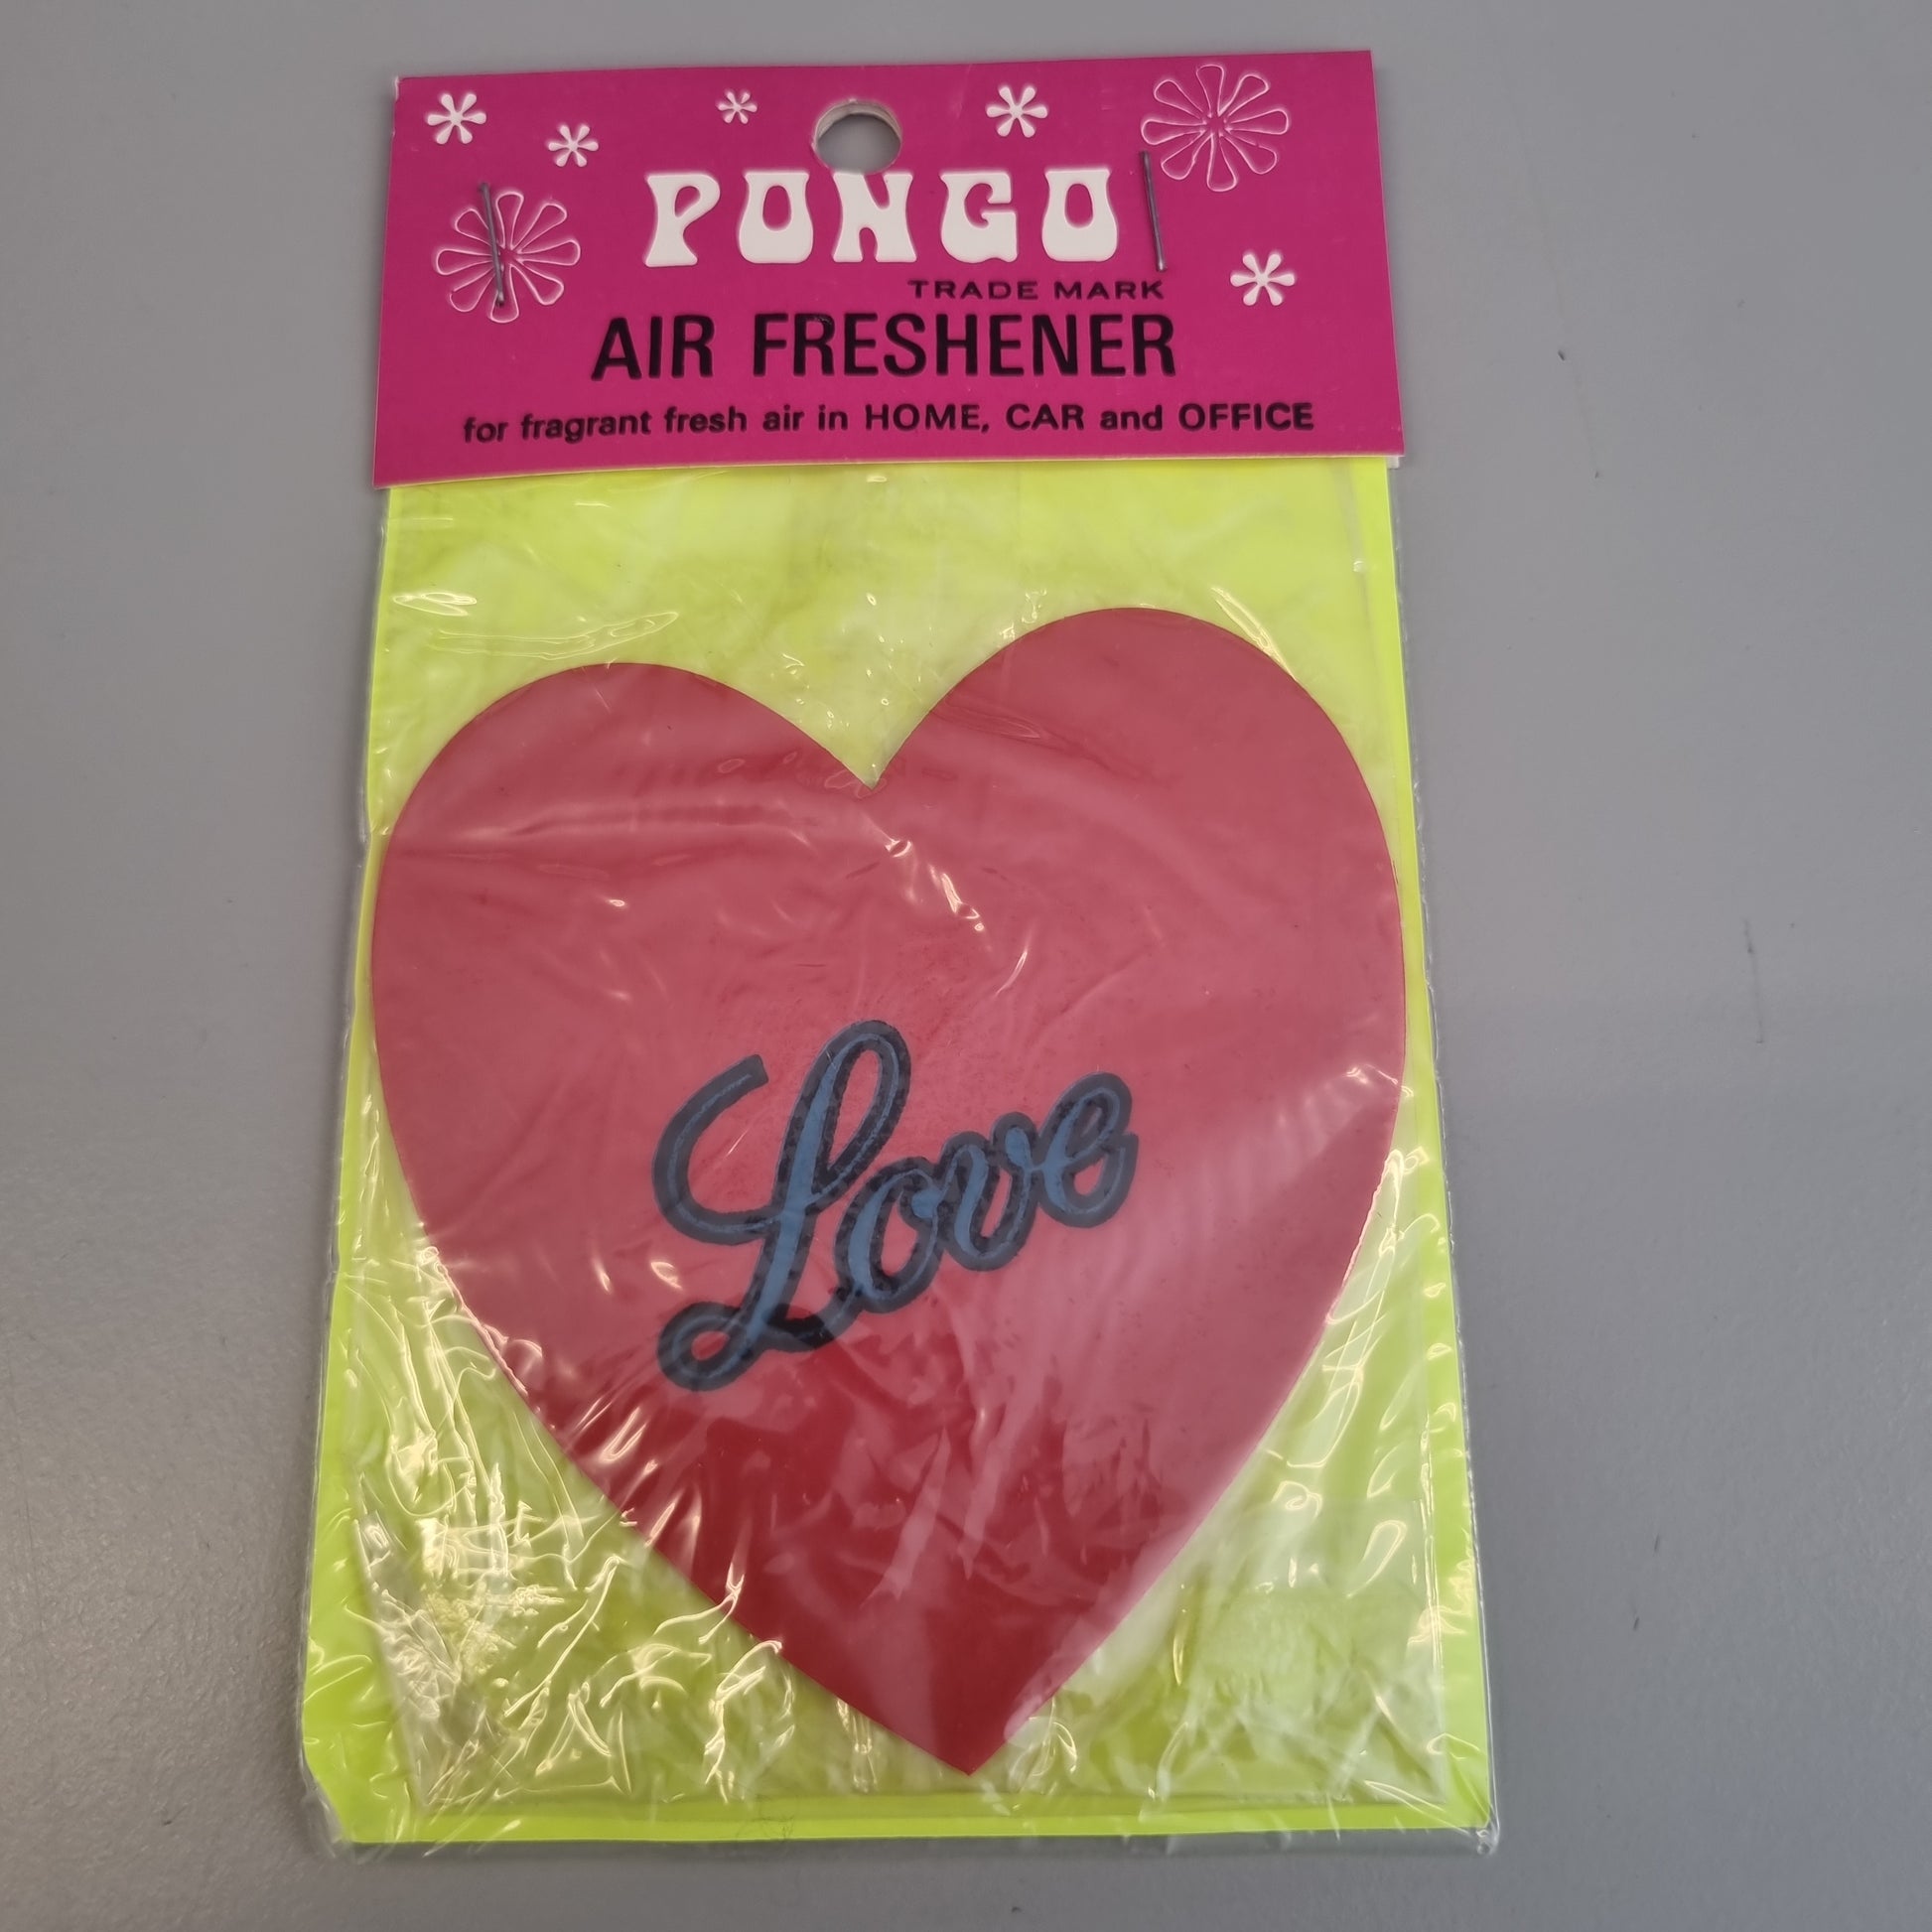 PONGO
TRADE MARK
AIR FRESHENER
for fragrant fresh air in HOME, CAR and OFFICE
Love